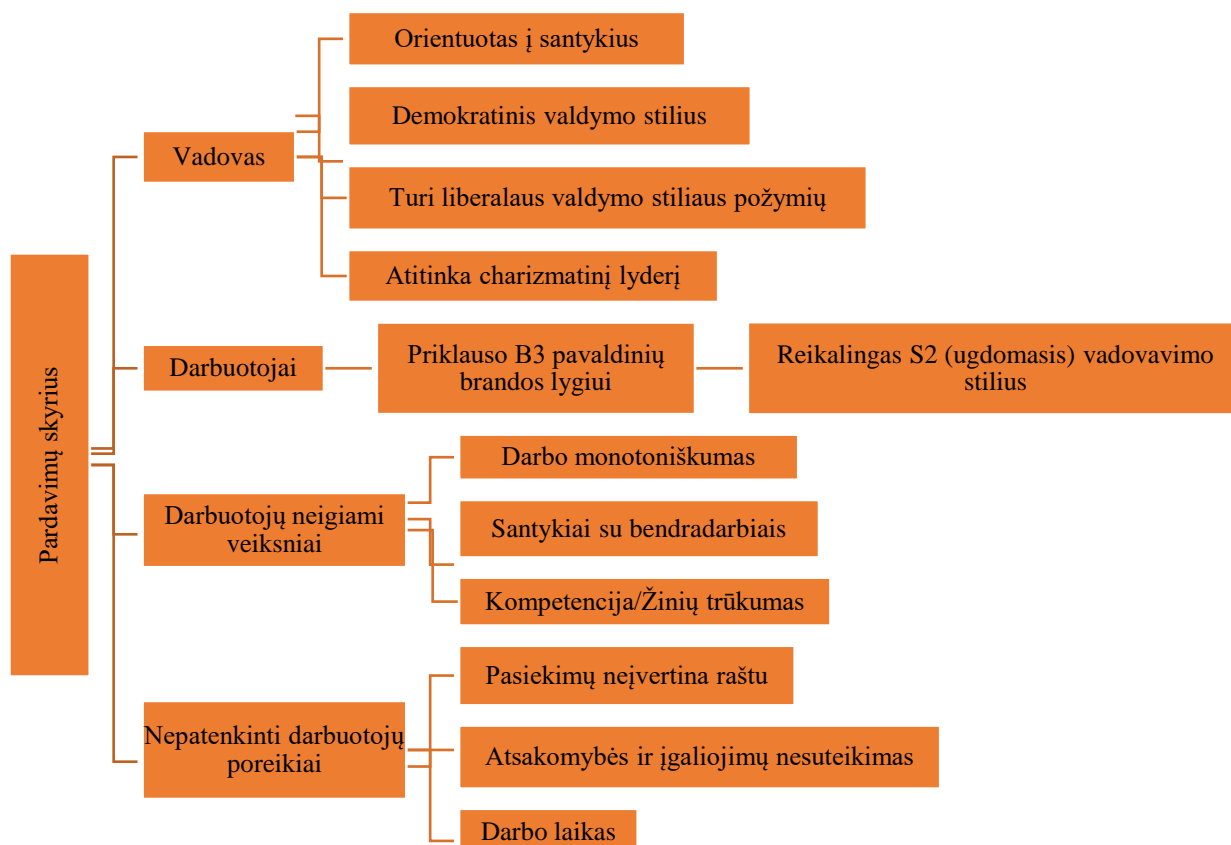 Pardavimų skyrius
Vadovas
Orientuotas į santykius
Demokratinis valdymo stilius
Turi liberalaus valdymo stiliaus požymių
Atitinka charizmatinį lyderį
Darbuotojai
Priklauso B3 pavaldinių
brandos lygiui
Reikalingas S2 (ugdomasis) vadovavimo
stilius
Darbuotojų neigiami
veiksniai
Darbo monotoniškumas
Santykiai su bendradarbiais
Kompetencija/Žinių trūkumas
Nepatenkinti darbuotojų
poreikiai
Pasiekimų neįvertina raštu
Atsakomybės ir įgaliojimų nesuteikimas
Darbo laikas